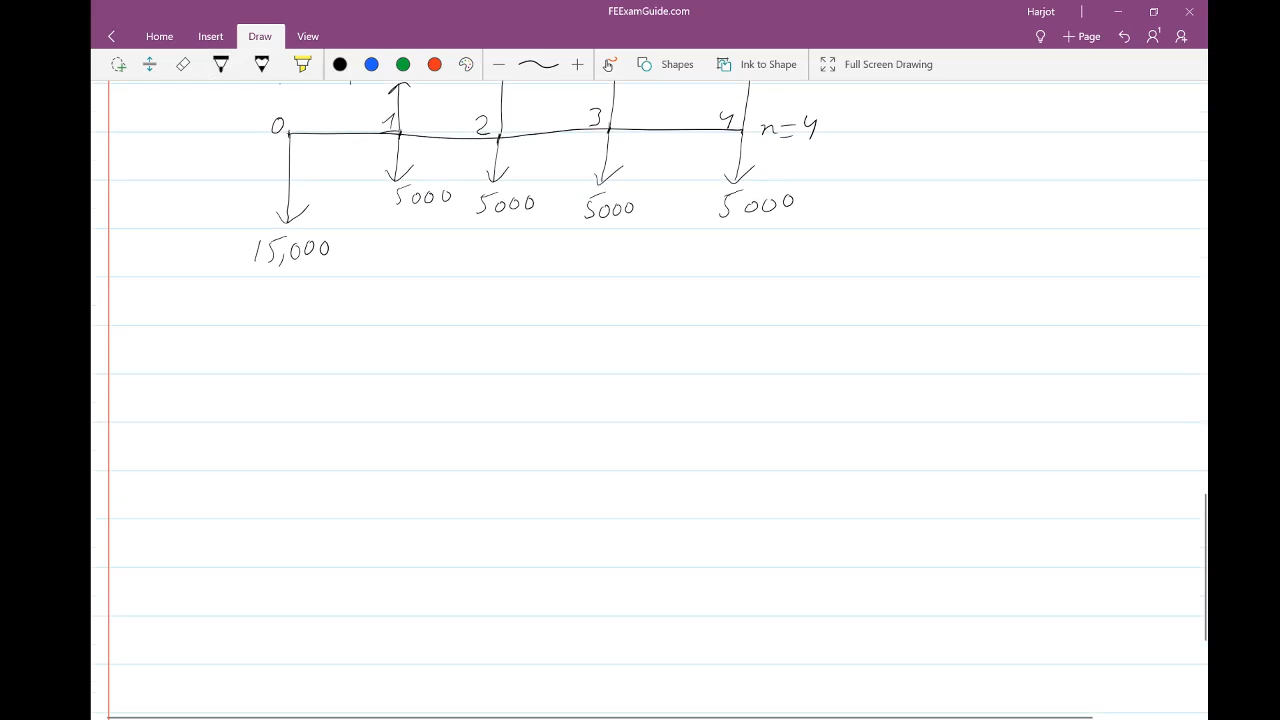 FEExamGuide.com
Harjot
Home Insert Draw View
Page
Shapes Ink to Shape Full Screen Drawing
0 1 2 3 4 n=4
5000 5000 5000 5000
15,000